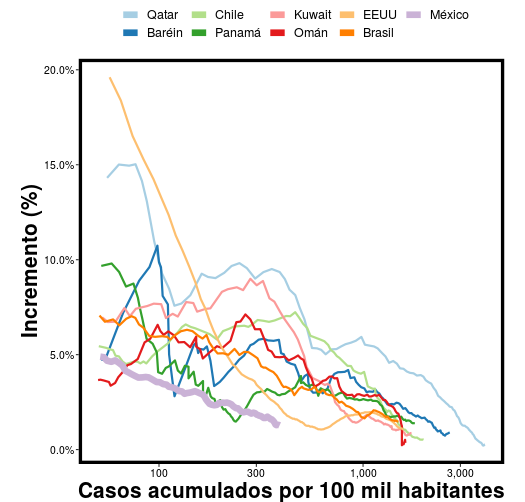 Qatar Chile Kuwait EEUU México
Baréin Panamá Omán Brasil
20.0%
15.0%
10.0%
5.0%
0.0%
Incremento (%)
100 300 1,000 3,000
Casos acumulados por 100 mil habitantes